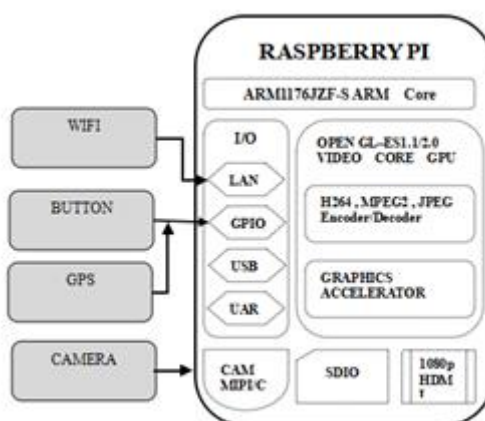 RASPBERRY PI
ARM1176JZF-S ARM Core
WIFI
BUTTON
GPS
CAMERA
I/O
LAN
GPIO
USB
UAR
OPEN GL-ES1.1/2.0
VIDEO CORE GPU
H264 , MPEG2 , JPEG
Encoder/Decoder
GRAPHICS
ACCELERATOR
CAM
MIPI/C
SDIO
1080p
HDM